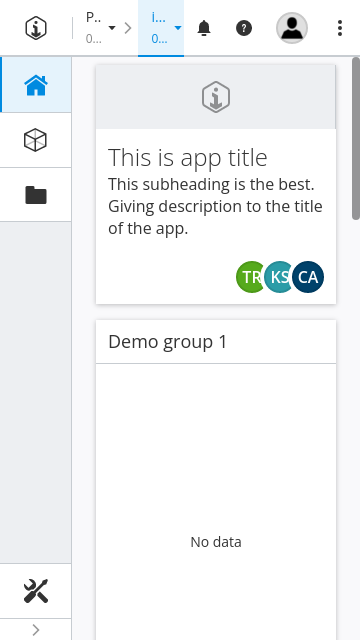 P..
0...
i...
0...
This is app title
This subheading is the best.
Giving description to the title
of the app.
TR KS CA
Demo group 1
No data